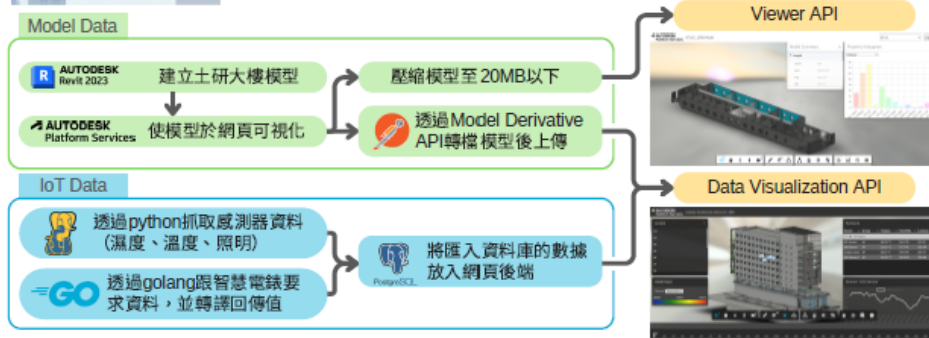 Model Data
AUTODESK
Revit 2023
建立土研大樓模型
AUTODESK
Platform Services
使模型於網頁可視化
壓縮模型至20MB以下
透過Model Derivative
API轉檔模型後上傳
Viewer API
IoT Data
透過python抓取感測器資料
（濕度、溫度、照明）
GO
透過golang跟智慧電錶要
求資料，並轉譯回傳值
PostgreSQL
將匯入資料庫的數據
放入網頁後端
Data Visualization API